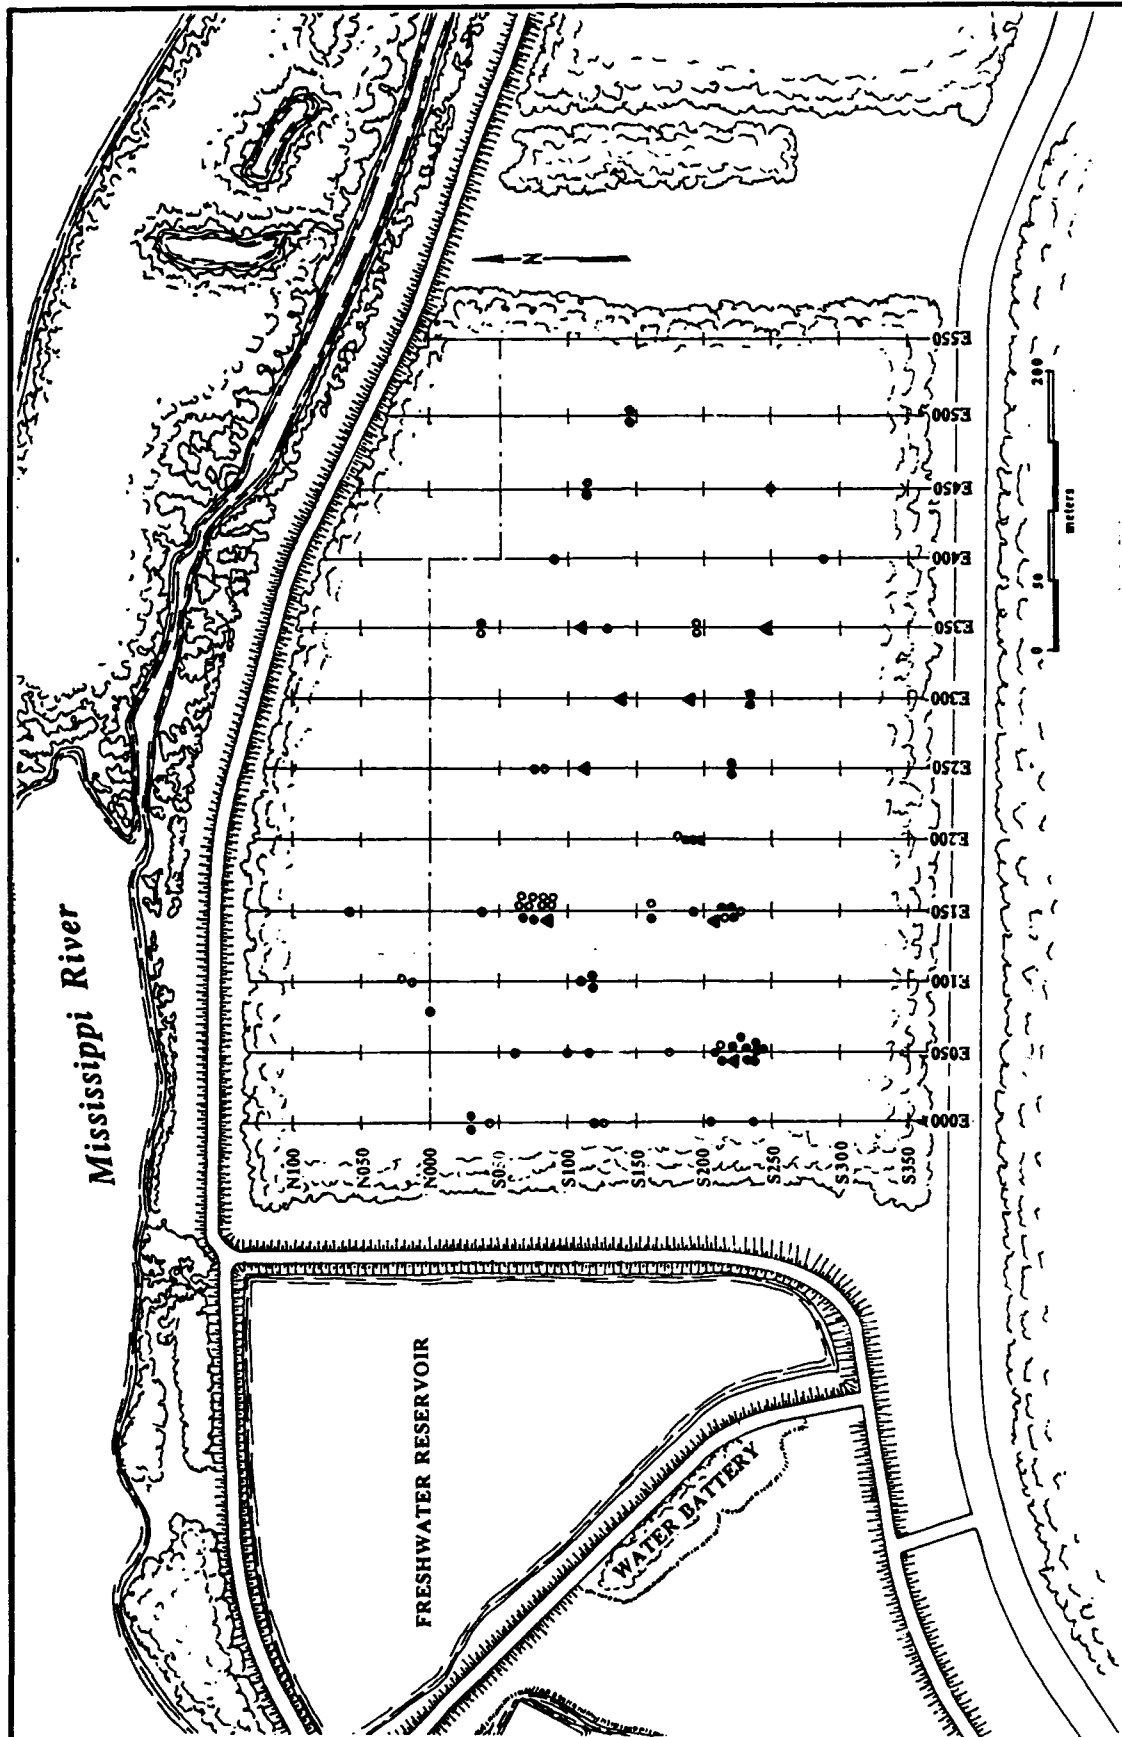 Mississippi River
N
N100
N050
N000
S050
S100
S150
S200
S250
S300
S350
E000
E050
E100
E150
E200
E250
E300
E350
E400
E450
E500
E550
0 50 200
meters
FRESHWATER RESERVOIR
WATER BATTERY